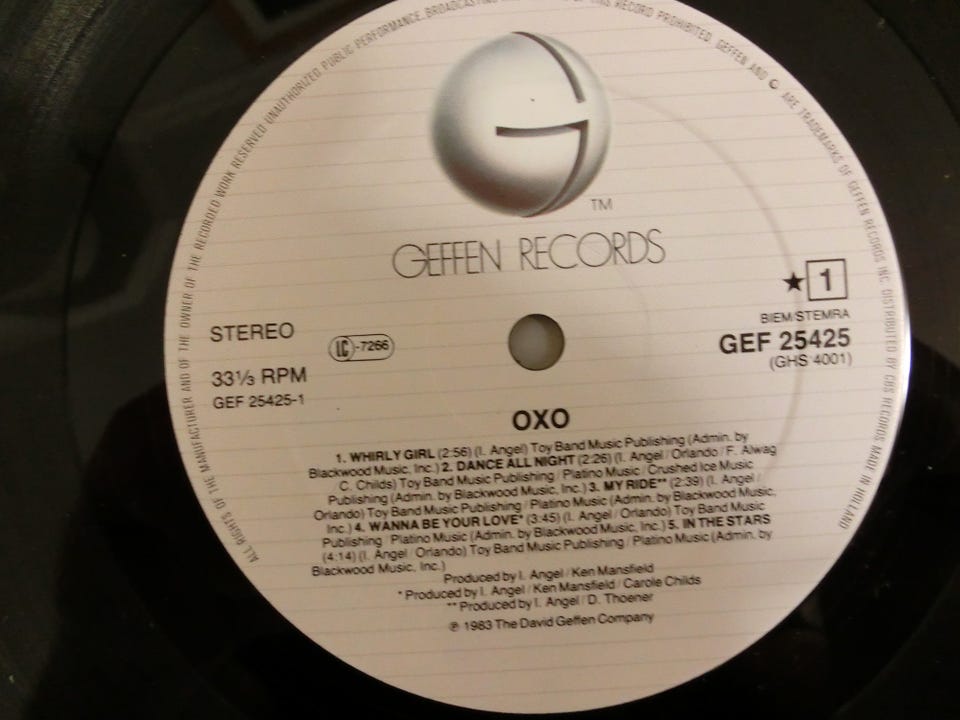 ALL RIGHTS OF THE MANUFACTURER AND OF THE OWNER OF THE RECORDED WORK RESERVED UNAUTHORIZED PUBLIC PERFORMANCE, BROADCASTING OF THIS RECORD PROHIBITED. GEFFEN AND G ARE TRADEMARKS OF GEFFEN RECORDS INC. DISTRIBUTED BY CBS RECORDS MADE IN HOLLAND
TM
GEFFEN RECORDS
★ 1
BIEM/STEMRA
STEREO
LC-7266
GEF 25425
(GHS 4001)
33⅓ RPM
GEF 25425-1
OXO
1. WHIRLY GIRL (2:56) (I. Angel) Toy Band Music Publishing (Admin. by
Blackwood Music, Inc.) 2. DANCE ALL NIGHT (2:26) (I. Angel / Orlando / F. Alwag
C. Childs) Toy Band Music Publishing / Platino Music / Crushed Ice Music
Publishing (Admin. by Blackwood Music, Inc.) 3. MY RIDE** (2:39) (I. Angel /
Orlando) Toy Band Music Publishing / Platino Music (Admin. by Blackwood Music,
Inc.) 4. WANNA BE YOUR LOVE* (3:45) (I. Angel / Orlando) Toy Band Music
Publishing / Platino Music (Admin. by Blackwood Music, Inc.) 5. IN THE STARS
(4:14) (I. Angel / Orlando) Toy Band Music Publishing / Platino Music (Admin. by
Blackwood Music, Inc.)
Produced by I. Angel / Ken Mansfield
* Produced by I. Angel / Ken Mansfield / Carole Childs
** Produced by I. Angel / D. Thoener
℗ 1983 The David Geffen Company